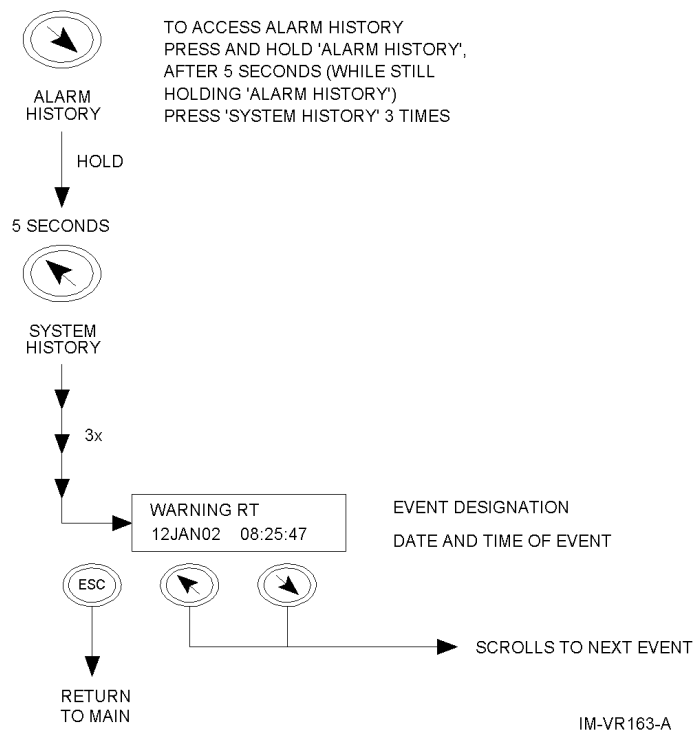 TO ACCESS ALARM HISTORY
PRESS AND HOLD 'ALARM HISTORY',
AFTER 5 SECONDS (WHILE STILL
HOLDING 'ALARM HISTORY')
PRESS 'SYSTEM HISTORY' 3 TIMES
ALARM
HISTORY
HOLD
5 SECONDS
SYSTEM
HISTORY
3x
WARNING RT
12JAN02 08:25:47
EVENT DESIGNATION
DATE AND TIME OF EVENT
ESC
SCROLLS TO NEXT EVENT
RETURN
TO MAIN
IM-VR163-A